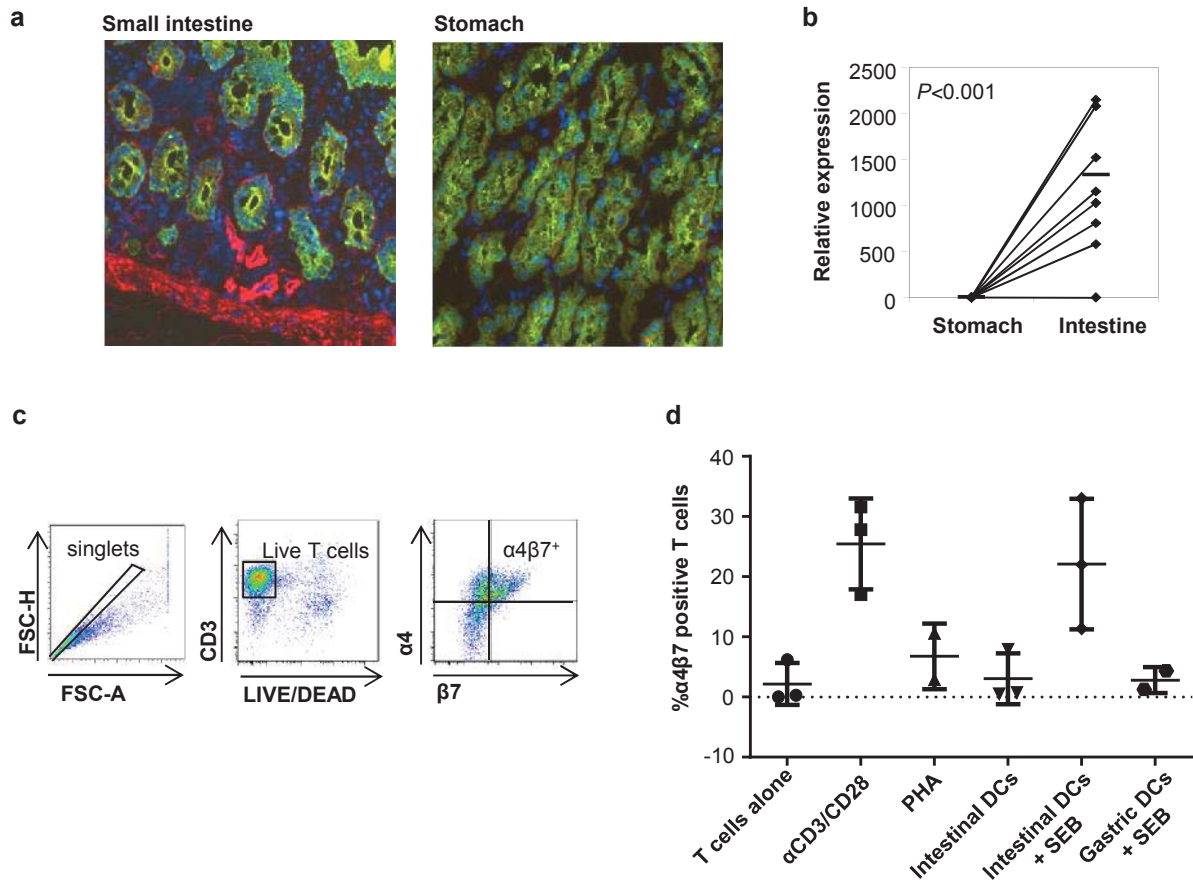 a
Small intestine
Stomach
b
P<0.001
Relative expression
2500
2000
1500
1000
500
0
Stomach
Intestine
c
singlets
FSC-H
FSC-A
Live T cells
CD3
LIVE/DEAD
α4β7⁺
α4
β7
d
%α4β7 positive T cells
40
30
20
10
0
-10
T cells alone
αCD3/CD28
PHA
Intestinal DCs
Intestinal DCs
+ SEB
Gastric DCs
+ SEB